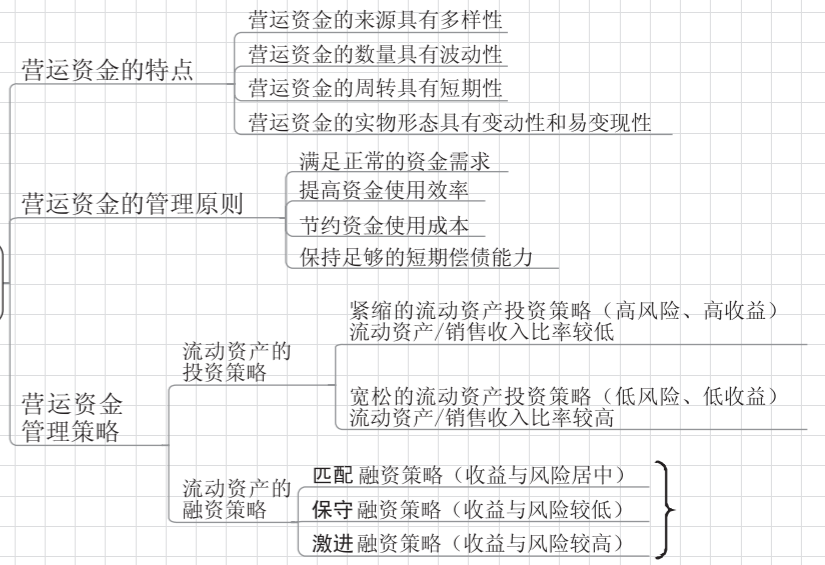 营运资金的来源具有多样性
营运资金的数量具有波动性
营运资金的特点
营运资金的周转具有短期性
营运资金的实物形态具有变动性和易变现性
满足正常的资金需求
提高资金使用效率
营运资金的管理原则
节约资金使用成本
保持足够的短期偿债能力
紧缩的流动资产投资策略（高风险、高收益）
流动资产/销售收入比率较低
流动资产的
投资策略
宽松的流动资产投资策略（低风险、低收益）
流动资产/销售收入比率较高
营运资金
管理策略
匹配融资策略（收益与风险居中）
流动资产的
融资策略
保守融资策略（收益与风险较低）
激进融资策略（收益与风险较高）